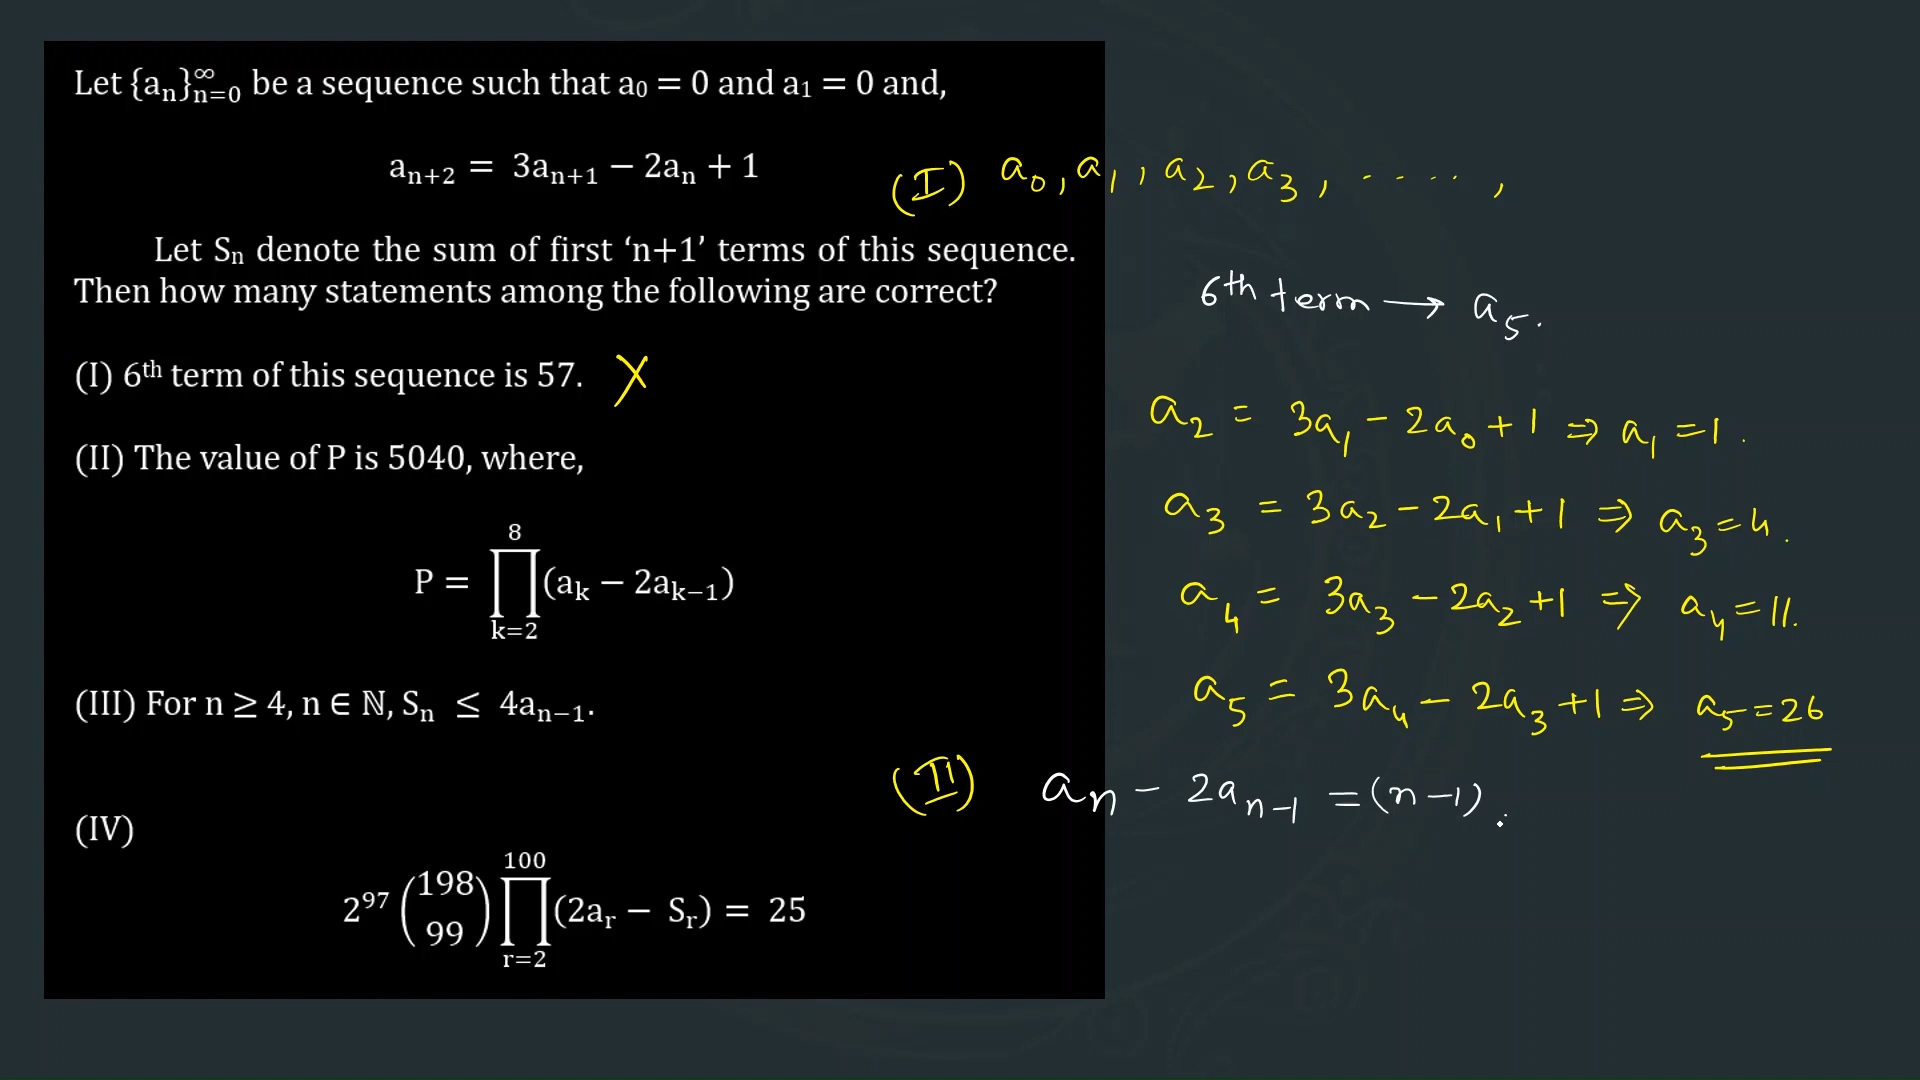 Let {aₙ}ₙ₌₀^∞ be a sequence such that a₀ = 0 and a₁ = 0 and,
aₙ₊₂ = 3aₙ₊₁ − 2aₙ + 1
Let Sₙ denote the sum of first ‘n+1’ terms of this sequence.
Then how many statements among the following are correct?
(I) 6ᵗʰ term of this sequence is 57. X
(II) The value of P is 5040, where,
P = ∏_{k=2}^{8} (aₖ − 2aₖ₋₁)
(III) For n ≥ 4, n ∈ ℕ, Sₙ ≤ 4aₙ₋₁.
(IV)
2⁹⁷ (198 99) ∏_{r=2}^{100} (2aᵣ − Sᵣ) = 25
(I) a₀, a₁, a₂, a₃, ....,
6th term → a₅.
a₂ = 3a₁ − 2a₀ + 1 ⇒ a₁ = 1.
a₃ = 3a₂ − 2a₁ + 1 ⇒ a₃ = 4.
a₄ = 3a₃ − 2a₂ + 1 ⇒ a₄ = 11.
a₅ = 3a₄ − 2a₃ + 1 ⇒ a₅ = 26
(II) aₙ − 2aₙ₋₁ = (n−1).